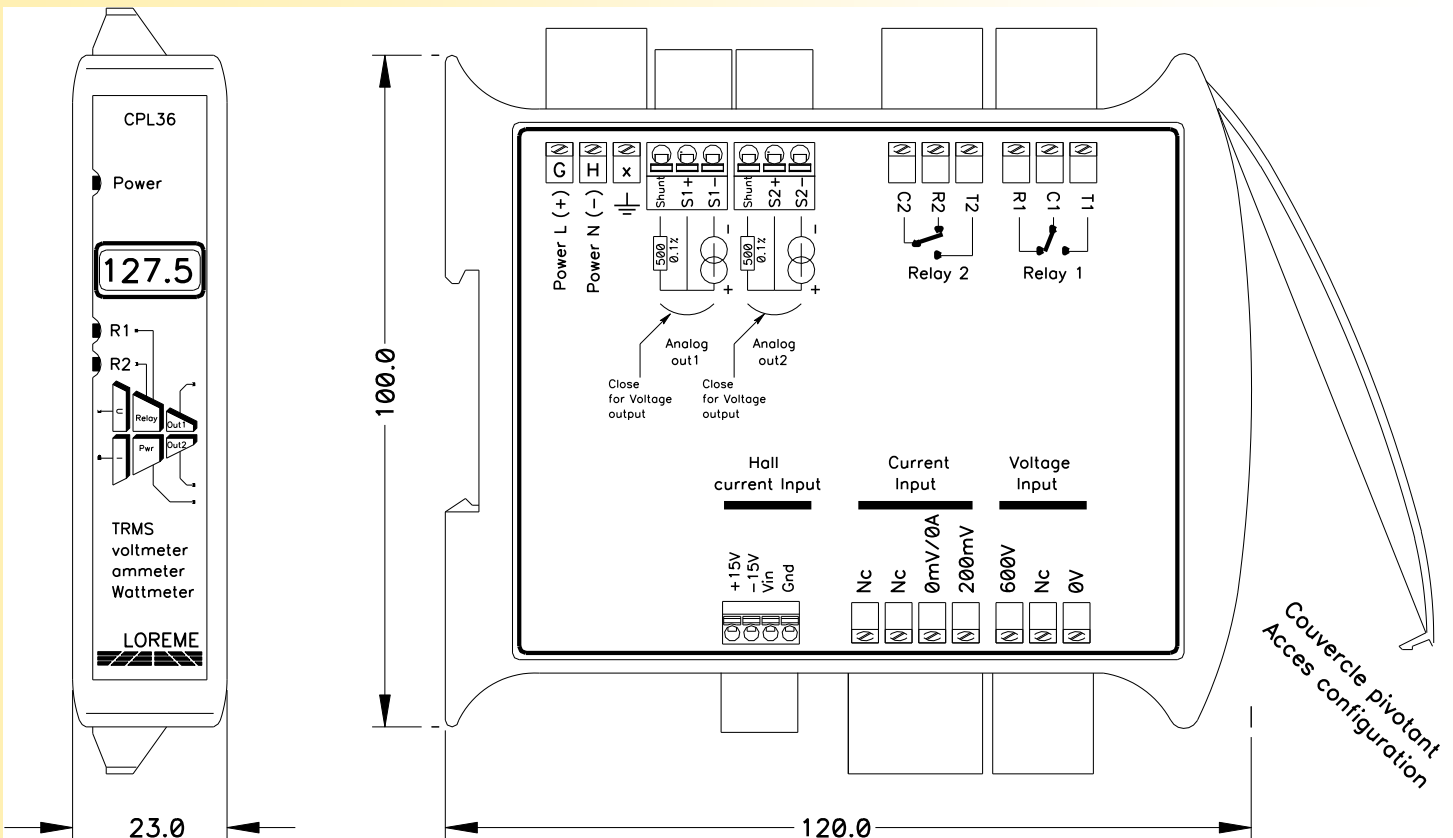 CPL36
Power
127.5
R1
R2
U
Relay
Out1
I
Pwr
Out2
TRMS
voltmeter
ammeter
Wattmeter
LOREME
23.0
100.0
120.0
G
H
x
Power L (+)
Power N (-)
Shunt
S1+
S1-
500
0.1%
-
+
Shunt
S2+
S2-
500
0.1%
-
+
Analog
out1
Analog
out2
Close
for Voltage
output
Close
for Voltage
output
C2
R2
T2
Relay 2
R1
C1
T1
Relay 1
Hall
current Input
Current
Input
Voltage
Input
+15V
-15V
Vin
Gnd
Nc
Nc
0mV/0A
200mV
600V
Nc
0V
Couvercle pivotant
Acces configuration